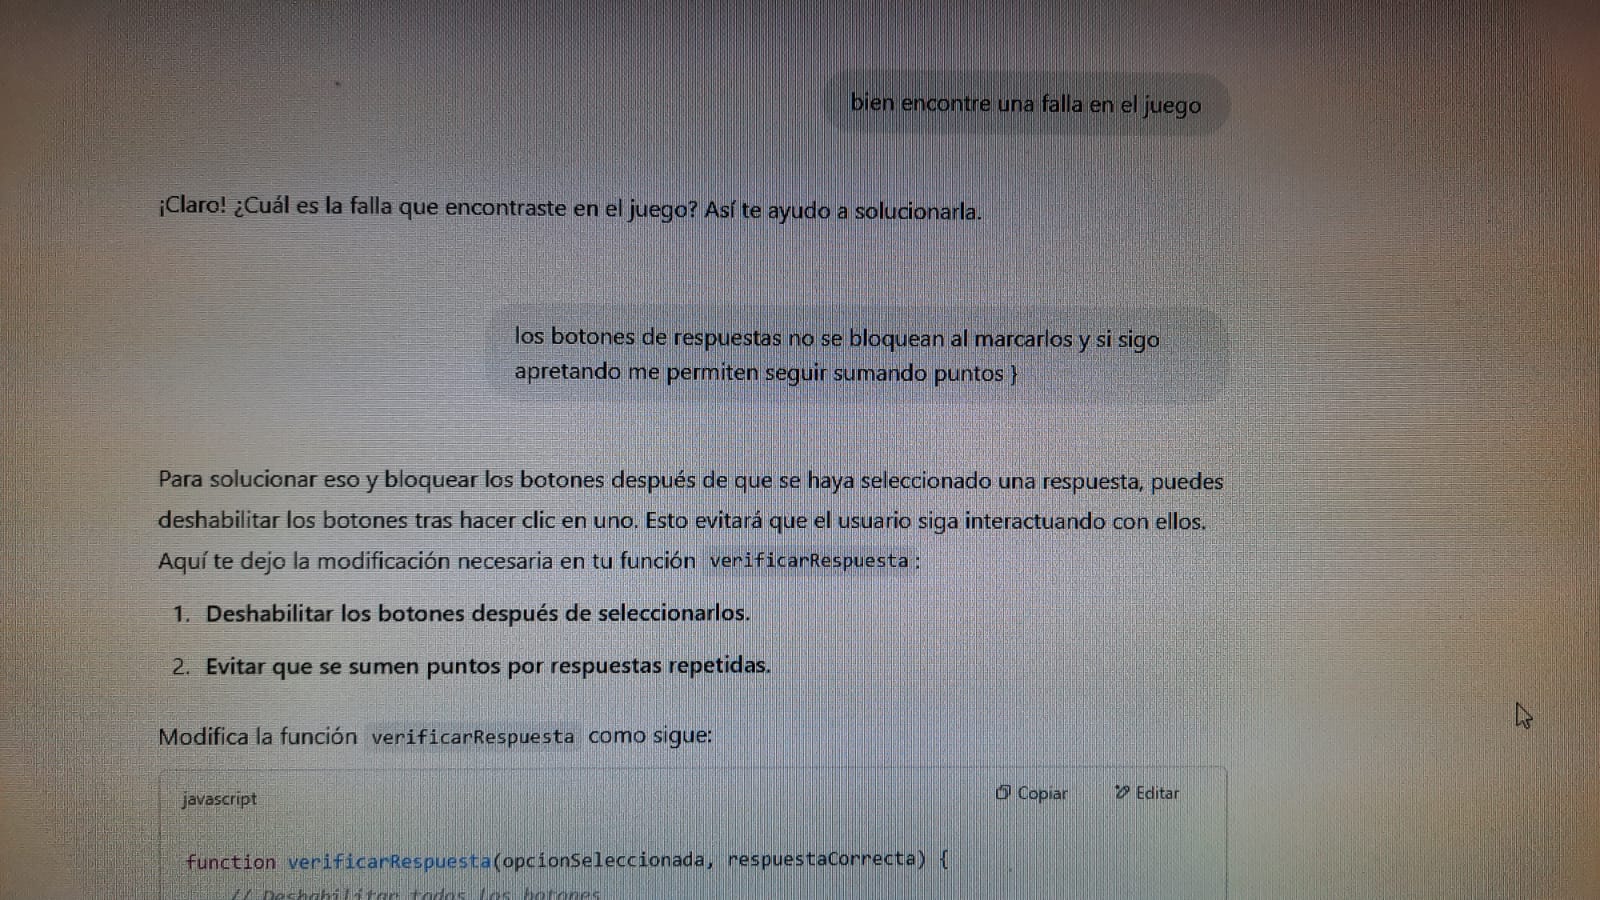 bien encontre una falla en el juego
¡Claro! ¿Cuál es la falla que encontraste en el juego? Así te ayudo a solucionarla.
los botones de respuestas no se bloquean al marcarlos y si sigo
apretando me permiten seguir sumando puntos }
Para solucionar eso y bloquear los botones después de que se haya seleccionado una respuesta, puedes
deshabilitar los botones tras hacer clic en uno. Esto evitará que el usuario siga interactuando con ellos.
Aquí te dejo la modificación necesaria en tu función verificarRespuesta:
1. Deshabilitar los botones después de seleccionarlos.
2. Evitar que se sumen puntos por respuestas repetidas.
Modifica la función verificarRespuesta como sigue:
javascript
Copiar
Editar
function verificarRespuesta(opcionSeleccionada, respuestaCorrecta) {
// Deshabilitar todos los botones